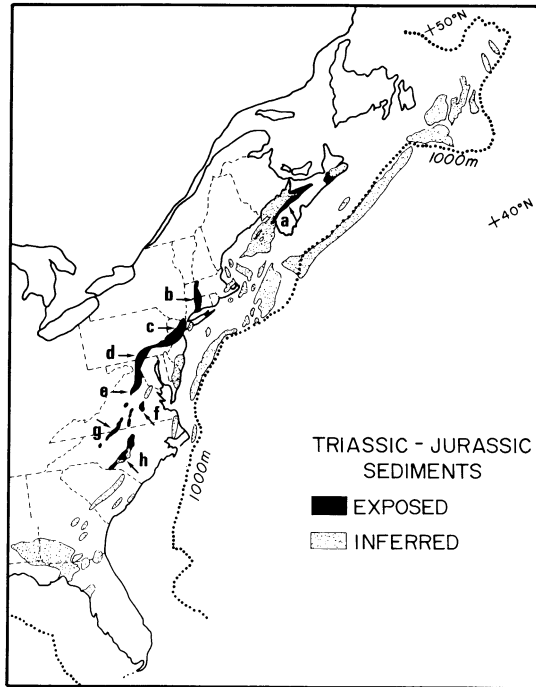 +50°N
1000m
+40°N
a
b
c
d
e
f
g
h
1000m
TRIASSIC - JURASSIC
SEDIMENTS
EXPOSED
INFERRED